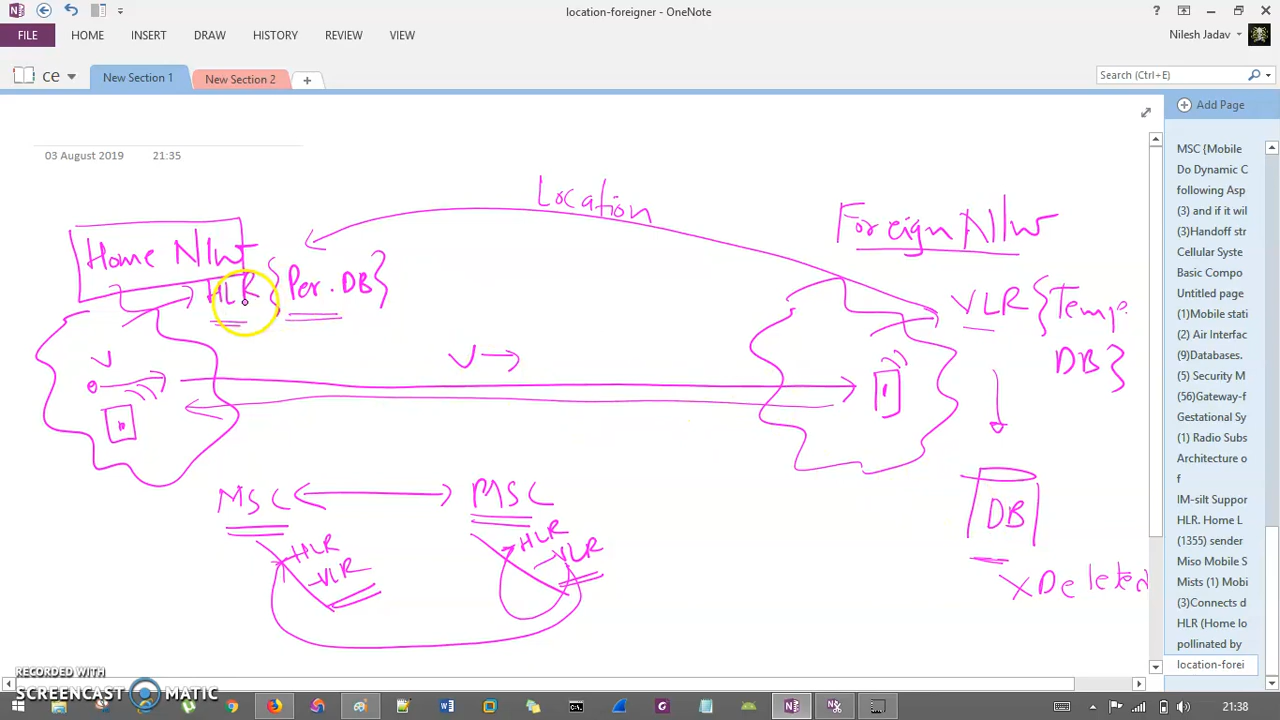 location-foreigner - OneNote
FILE HOME INSERT DRAW HISTORY REVIEW VIEW
Nilesh Jadav
ce New Section 1 New Section 2 +
Search (Ctrl+E)
Add Page
03 August 2019 21:35
Location
Home N/w
Foreign N/w
HLR {Per. DB}
VLR {Temp.
DB}
V
V →
DB
X Deleted
MSC MSC
HLR
VLR
HLR
VLR
MSC {Mobile
Do Dynamic C
following Asp
(3) and if it wil
(3)Handoff str
Cellular Syste
Untitled page
(1)Mobile stati
(2) Air Interfac
(9)Databases.
(5) Security M
(56)Gateway-f
Gestational Sy
(1) Radio Subs
Architecture o
f
IM-silt Suppor
HLR. Home L
(1355) sender
Miso Mobile S
Mists (1) Mobi
(3)Connects d
HLR (Home lo
pollinated by
location-forei
RECORDED WITH
SCREENCAST MATIC
21:38